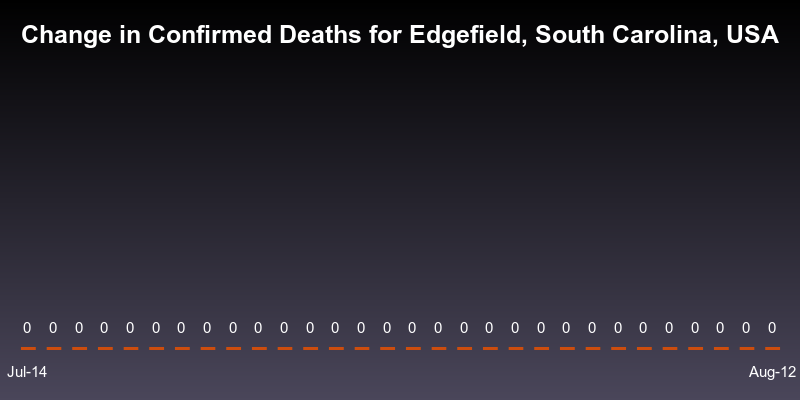 Change in Confirmed Deaths for Edgefield, South Carolina, USA
0 0 0 0 0 0 0 0 0 0 0 0 0 0 0 0 0 0 0 0 0 0 0 0 0 0 0 0 0 0
Jul-14 Aug-12